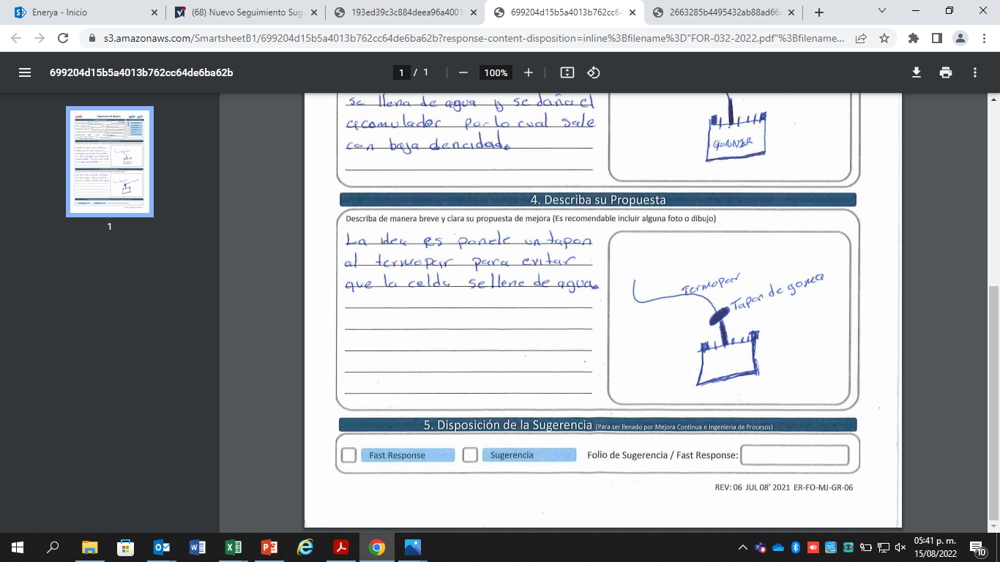 Enerya - Inicio
(68) Nuevo Seguimiento Sug
193ed39c3c884deea96a4001
699204d15b5a4013b762cc64
2663285b4495432ab88ad66
s3.amazonaws.com/SmartsheetB1/699204d15b5a4013b762cc64de6ba62b?response-content-disposition=inline%3Bfilename%3D"FOR-032-2022.pdf"%3Bfilename...
699204d15b5a4013b762cc64de6ba62b
1 / 1
100%
se llena de agua y se daña el
acomulador por lo cual sale
con baja dencidad.
GONNER
4. Describa su Propuesta
Describa de manera breve y clara su propuesta de mejora (Es recomendable incluir alguna foto o dibujo)
La idea es ponele un tapon
al termopar para evitar
que la celda se llene de agua.
Termopar
Tapon de goma
5. Disposición de la Sugerencia (Para ser llenado por Mejora Continua e Ingenieria de Procesos)
Fast Response
Sugerencia
Folio de Sugerencia / Fast Response:
REV: 06 JUL 08' 2021 ER-FO-MJ-GR-06
1
05:41 p. m.
15/08/2022
10